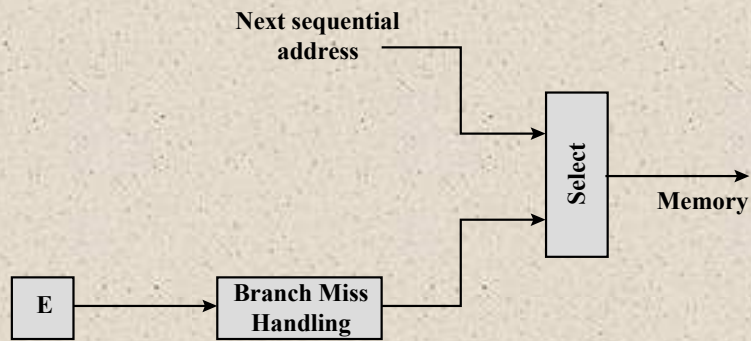 Next sequential
address
Select
Memory
E
Branch Miss
Handling